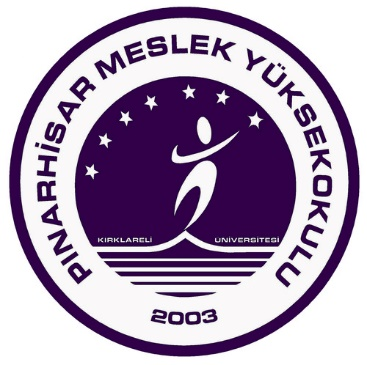 PINARHİSAR MESLEK YÜKSEKOKULU
KIRKLARELİ ÜNİVERSİTESİ
2003